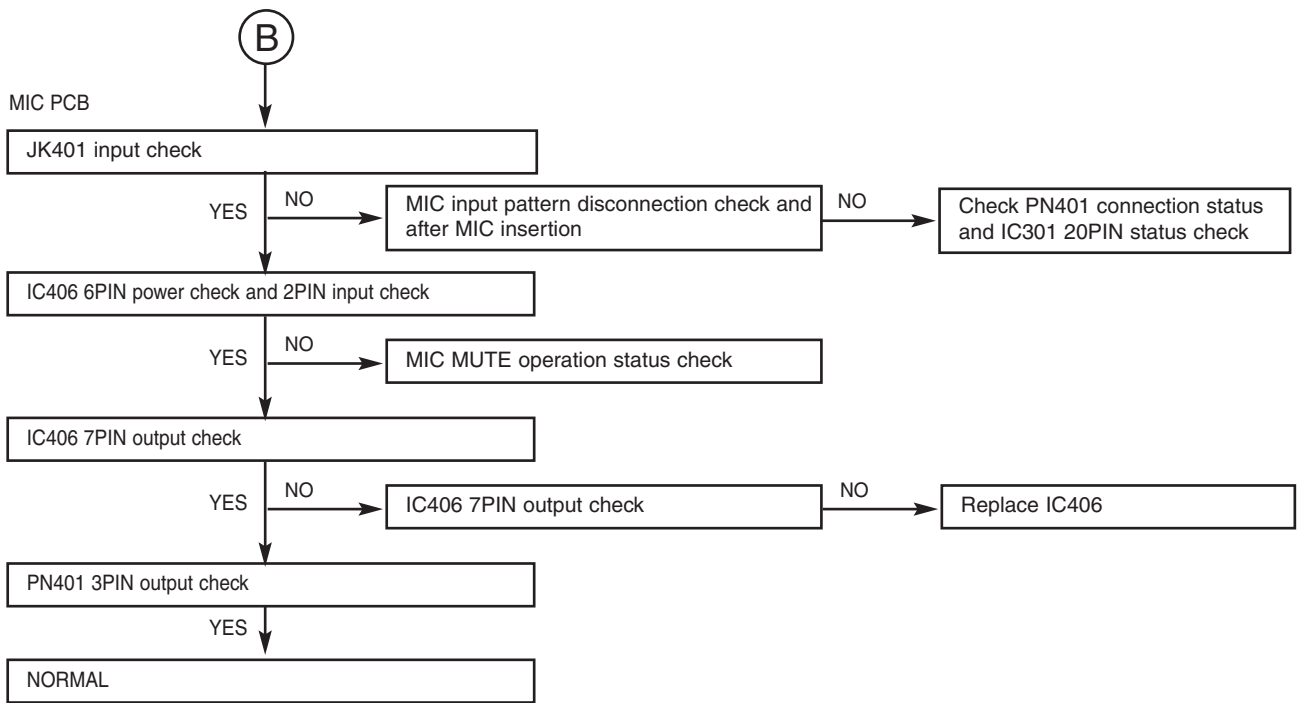 B
MIC PCB
JK401 input check
YES
NO
MIC input pattern disconnection check and
after MIC insertion
NO
Check PN401 connection status
and IC301 20PIN status check
IC406 6PIN power check and 2PIN input check
YES
NO
MIC MUTE operation status check
IC406 7PIN output check
YES
NO
IC406 7PIN output check
NO
Replace IC406
PN401 3PIN output check
YES
NORMAL